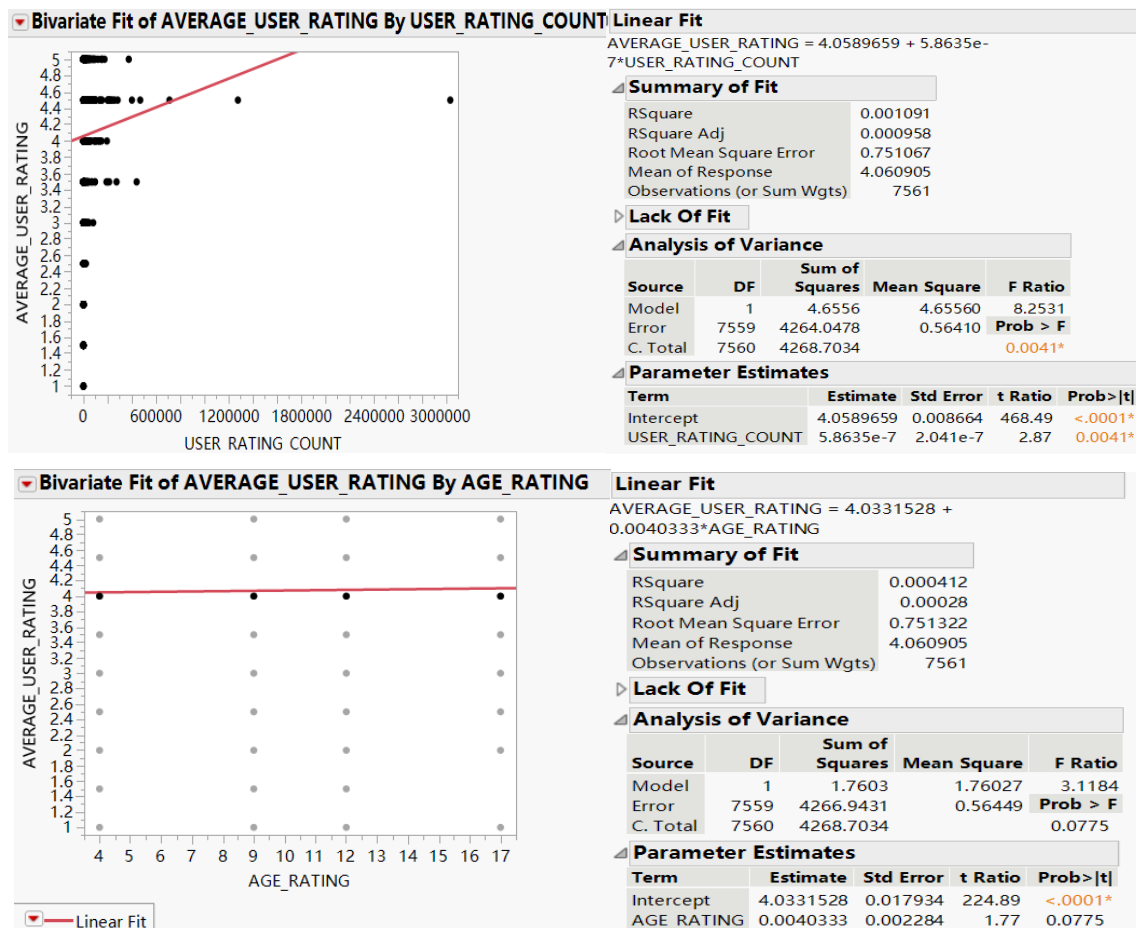 Bivariate Fit of AVERAGE_USER_RATING By USER_RATING_COUNT
5
4.8
4.6
4.4
4.2
4
3.8
3.6
3.4
3.2
3
2.8
2.6
2.4
2.2
2
1.8
1.6
1.4
1.2
1
AVERAGE_USER_RATING
0 600000 1200000 1800000 2400000 3000000
USER RATING COUNT
Linear Fit
AVERAGE_USER_RATING = 4.0589659 + 5.8635e-
7*USER_RATING_COUNT
Summary of Fit
RSquare 0.001091
RSquare Adj 0.000958
Root Mean Square Error 0.751067
Mean of Response 4.060905
Observations (or Sum Wgts) 7561
Lack Of Fit
Analysis of Variance
Sum of
Source DF Squares Mean Square F Ratio
Model 1 4.6556 4.65560 8.2531
Error 7559 4264.0478 0.56410 Prob > F
C. Total 7560 4268.7034 0.0041*
Parameter Estimates
Term Estimate Std Error t Ratio Prob>|t|
Intercept 4.0589659 0.008664 468.49 <.0001*
USER_RATING_COUNT 5.8635e-7 2.041e-7 2.87 0.0041*
Bivariate Fit of AVERAGE_USER_RATING By AGE_RATING
5
4.8
4.6
4.4
4.2
4
3.8
3.6
3.4
3.2
3
2.8
2.6
2.4
2.2
2
1.8
1.6
1.4
1.2
1
AVERAGE_USER_RATING
4 5 6 7 8 9 10 11 12 13 14 15 16 17
AGE_RATING
Linear Fit
Linear Fit
AVERAGE_USER_RATING = 4.0331528 +
0.0040333*AGE_RATING
Summary of Fit
RSquare 0.000412
RSquare Adj 0.00028
Root Mean Square Error 0.751322
Mean of Response 4.060905
Observations (or Sum Wgts) 7561
Lack Of Fit
Analysis of Variance
Sum of
Source DF Squares Mean Square F Ratio
Model 1 1.7603 1.76027 3.1184
Error 7559 4266.9431 0.56449 Prob > F
C. Total 7560 4268.7034 0.0775
Parameter Estimates
Term Estimate Std Error t Ratio Prob>|t|
Intercept 4.0331528 0.017934 224.89 <.0001*
AGE RATING 0.0040333 0.002284 1.77 0.0775